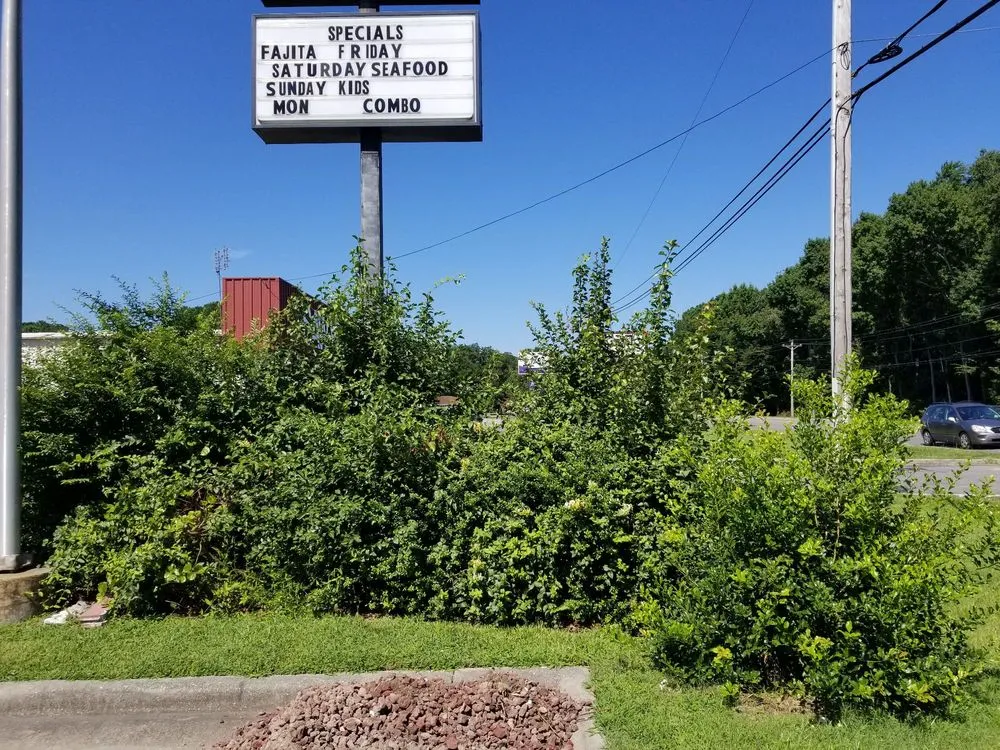 SPECIALS
FAJITA FRIDAY
SATURDAY SEAFOOD
SUNDAY KIDS
MON COMBO